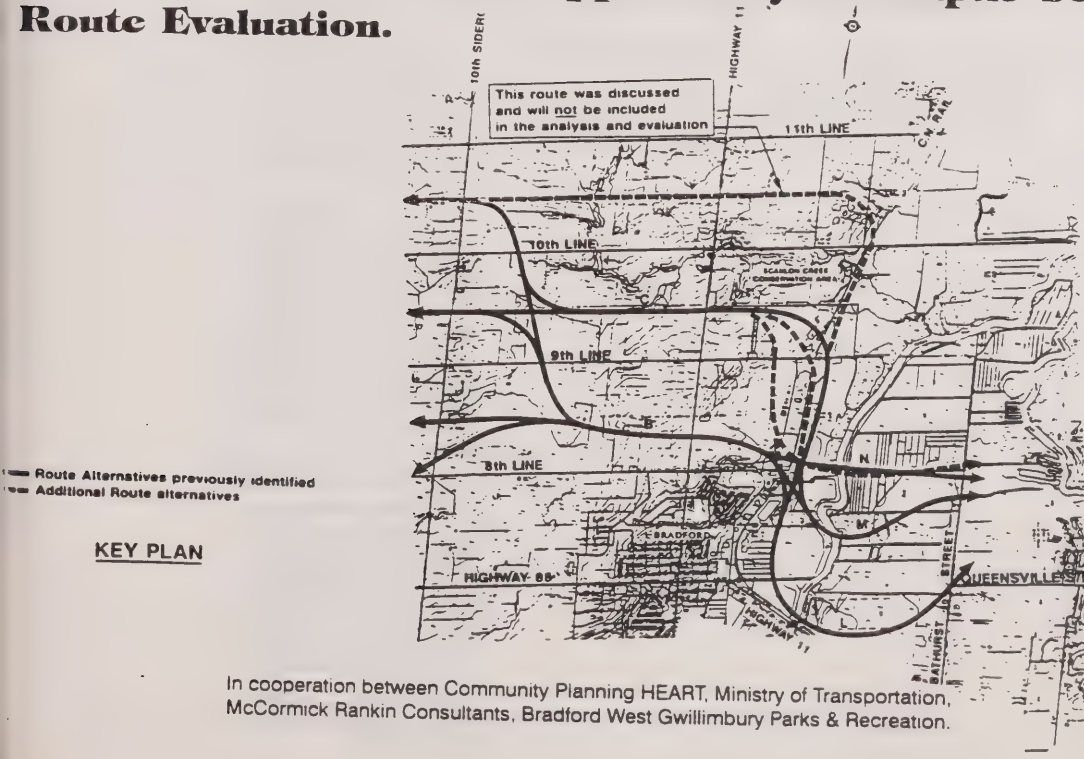 Route Evaluation.
10th SIDER
HIGHWAY 11
This route was discussed
and will not be included
in the analysis and evaluation
11th LINE
C.N. RAI
10th LINE
SCANLON CREEK
CONSERVATION AREA
C
9th LINE
B
8th LINE
N
M
Route Alternatives previously identified
Additional Route alternatives
KEY PLAN
BRADFORD
HIGHWAY 88
HIGHWAY 11
L
BATHURST STREET
QUEENSVILLE ST
In cooperation between Community Planning HEART, Ministry of Transportation,
McCormick Rankin Consultants, Bradford West Gwillimbury Parks & Recreation.